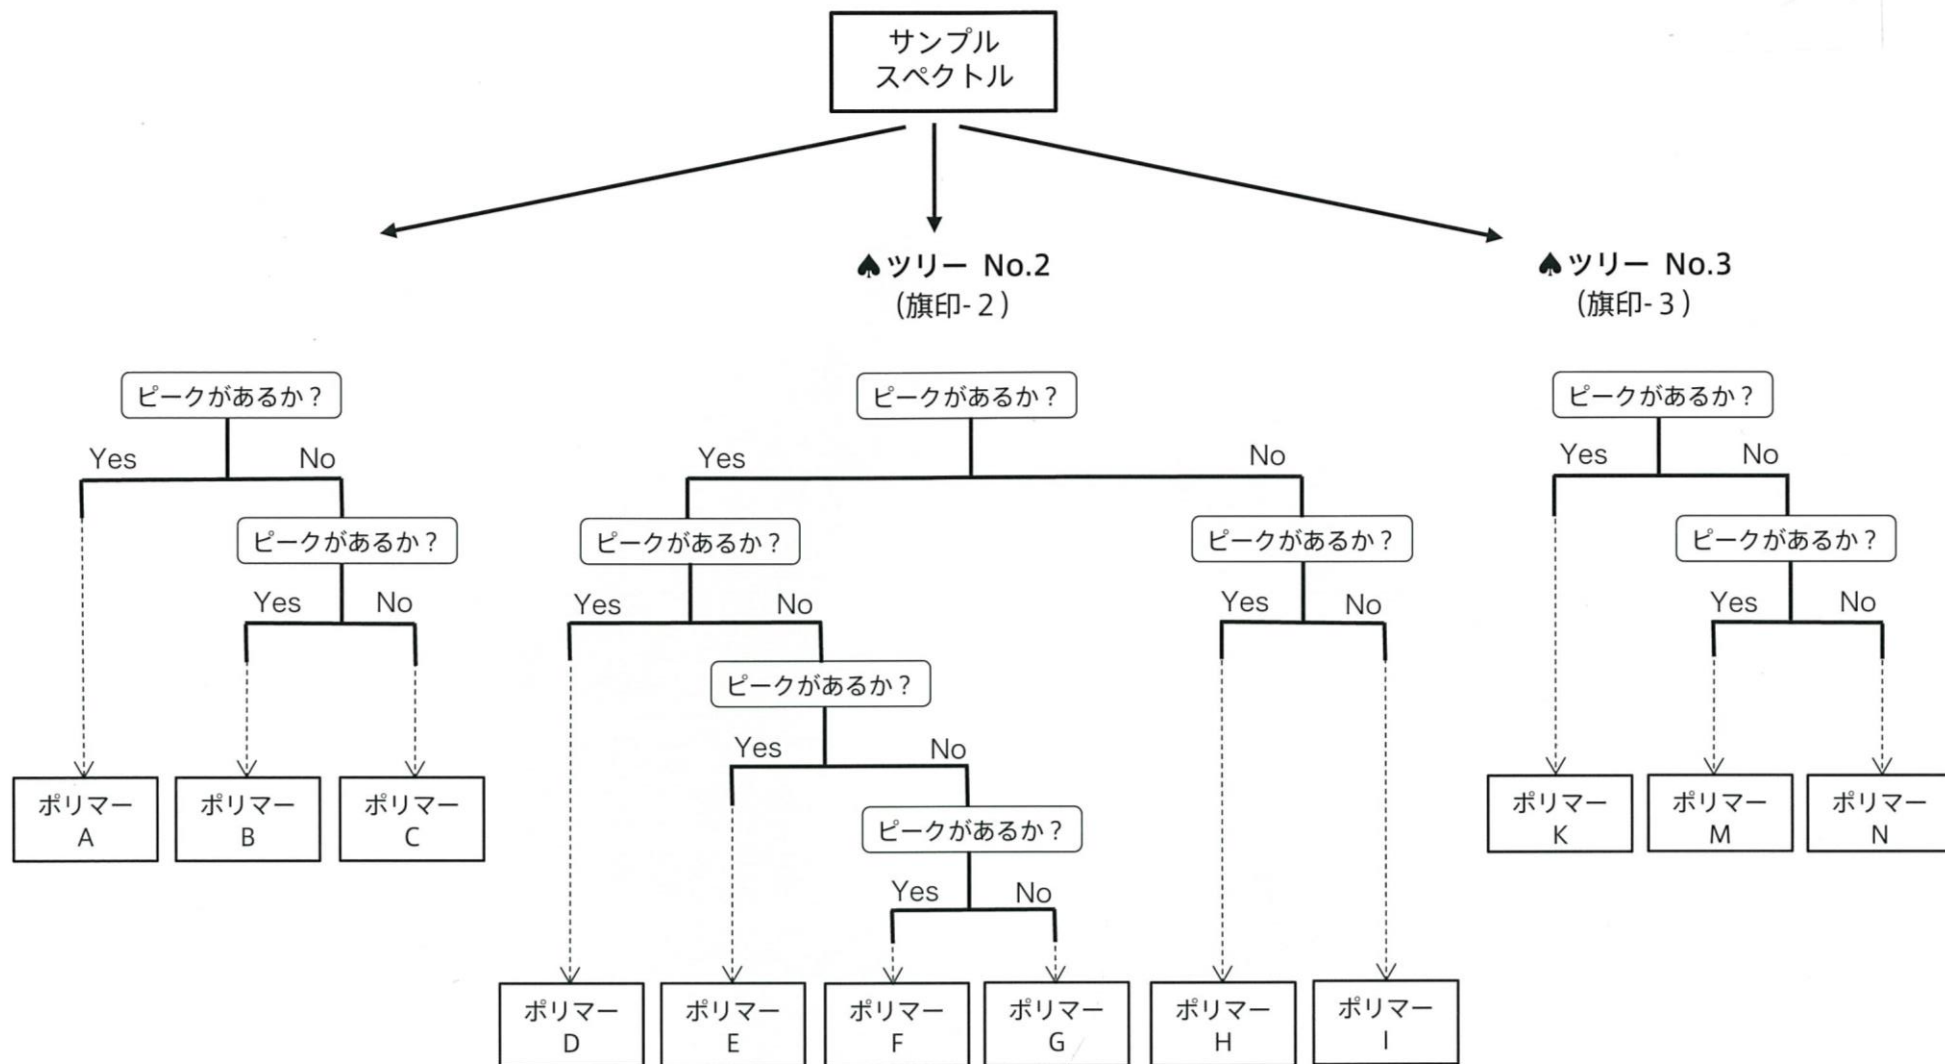 サンプル
スペクトル
♠ツリー No.2
(旗印-2)
♠ツリー No.3
(旗印-3)
ピークがあるか?
Yes
No
ピークがあるか?
Yes
No
ポリマー
A
ポリマー
B
ポリマー
C
ピークがあるか?
Yes
No
ピークがあるか?
Yes
No
ピークがあるか?
Yes
No
ピークがあるか?
Yes
No
ピークがあるか?
Yes
No
ポリマー
D
ポリマー
E
ポリマー
F
ポリマー
G
ポリマー
H
ポリマー
I
ピークがあるか?
Yes
No
ピークがあるか?
Yes
No
ポリマー
K
ポリマー
M
ポリマー
N